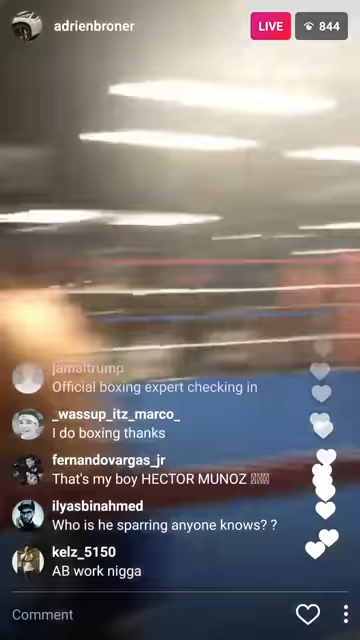 adrienbroner
LIVE
844
jamaltrump
Official boxing expert checking in
_wassup_itz_marco_
I do boxing thanks
fernandovargas_jr
That's my boy HECTOR MUNOZ
ilyasbinahmed
Who is he sparring anyone knows? ?
kelz_5150
AB work nigga
Comment